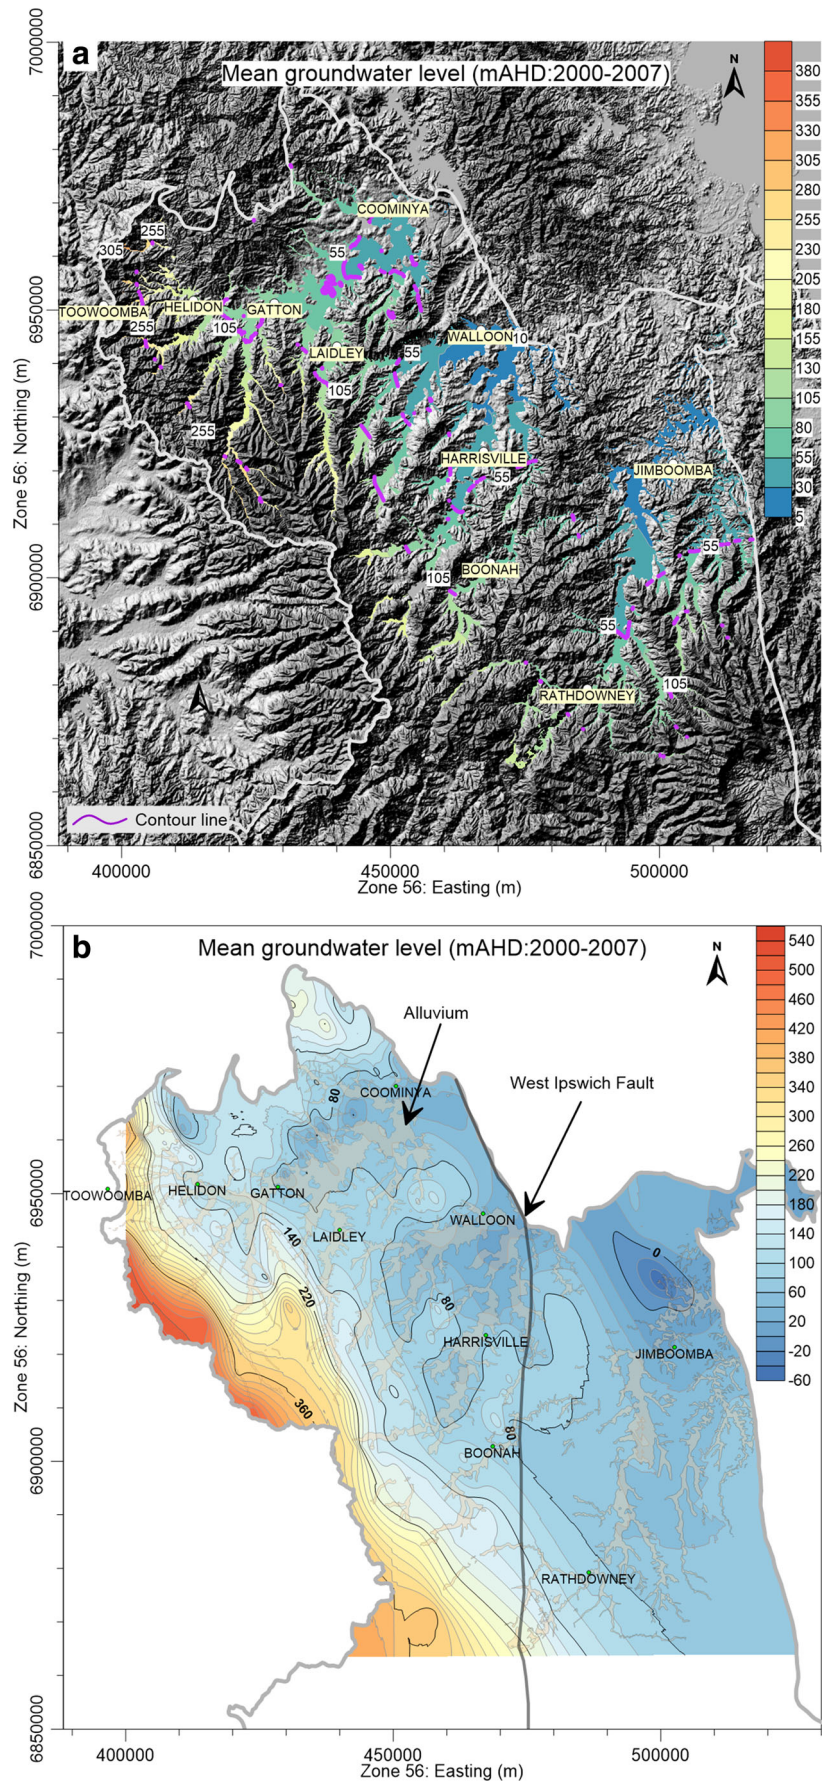 a
Mean groundwater level (mAHD:2000-2007)
N
7000000
6950000
6900000
6850000
Zone 56: Northing (m)
400000
450000
500000
Zone 56: Easting (m)
380
355
330
305
280
255
230
205
180
155
130
105
80
55
30
5
COOMINYA
255
305
55
TOOWOOMBA
HELIDON
GATTON
255
105
WALLOON
10
LAIDLEY
55
105
255
HARRISVILLE
55
JIMBOOMBA
55
BOONAH
105
55
105
RATHDOWNEY
Contour line
b
Mean groundwater level (mAHD:2000-2007)
N
7000000
6950000
6900000
6850000
Zone 56: Northing (m)
400000
450000
500000
Zone 56: Easting (m)
540
500
460
420
380
340
300
260
220
180
140
100
60
20
-20
-60
Alluvium
West Ipswich Fault
80
COOMINYA
TOOWOOMBA
HELIDON
GATTON
WALLOON
LAIDLEY
140
0
220
80
HARRISVILLE
JIMBOOMBA
360
80
BOONAH
RATHDOWNEY